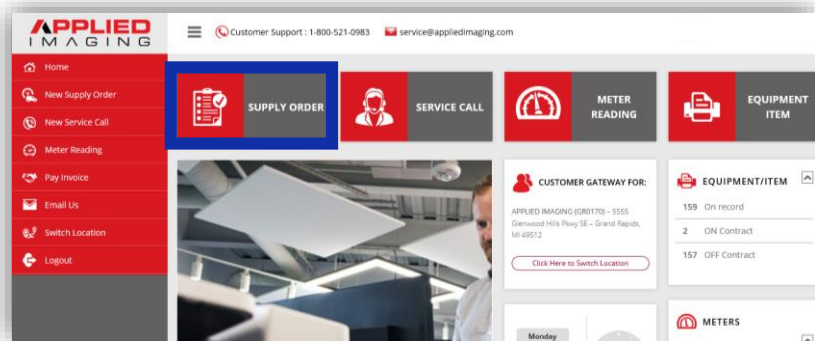 APPLIED
IMAGING
Customer Support : 1-800-521-0983
service@appliedimaging.com
Home
New Supply Order
New Service Call
Meter Reading
Pay Invoice
Email Us
Switch Location
Logout
SUPPLY ORDER
SERVICE CALL
METER
READING
EQUIPMENT
ITEM
CUSTOMER GATEWAY FOR:
APPLIED IMAGING (GR0170) – 5555
Glenwood Hills Pkwy SE – Grand Rapids,
MI 49512
Click Here to Switch Location
EQUIPMENT/ITEM
159 On record
2 ON Contract
157 OFF Contract
Monday
METERS